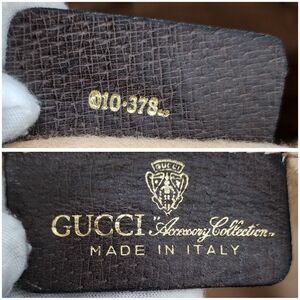 010·378
GUCCI
GUCCI "Accessory Collection"
MADE IN ITALY